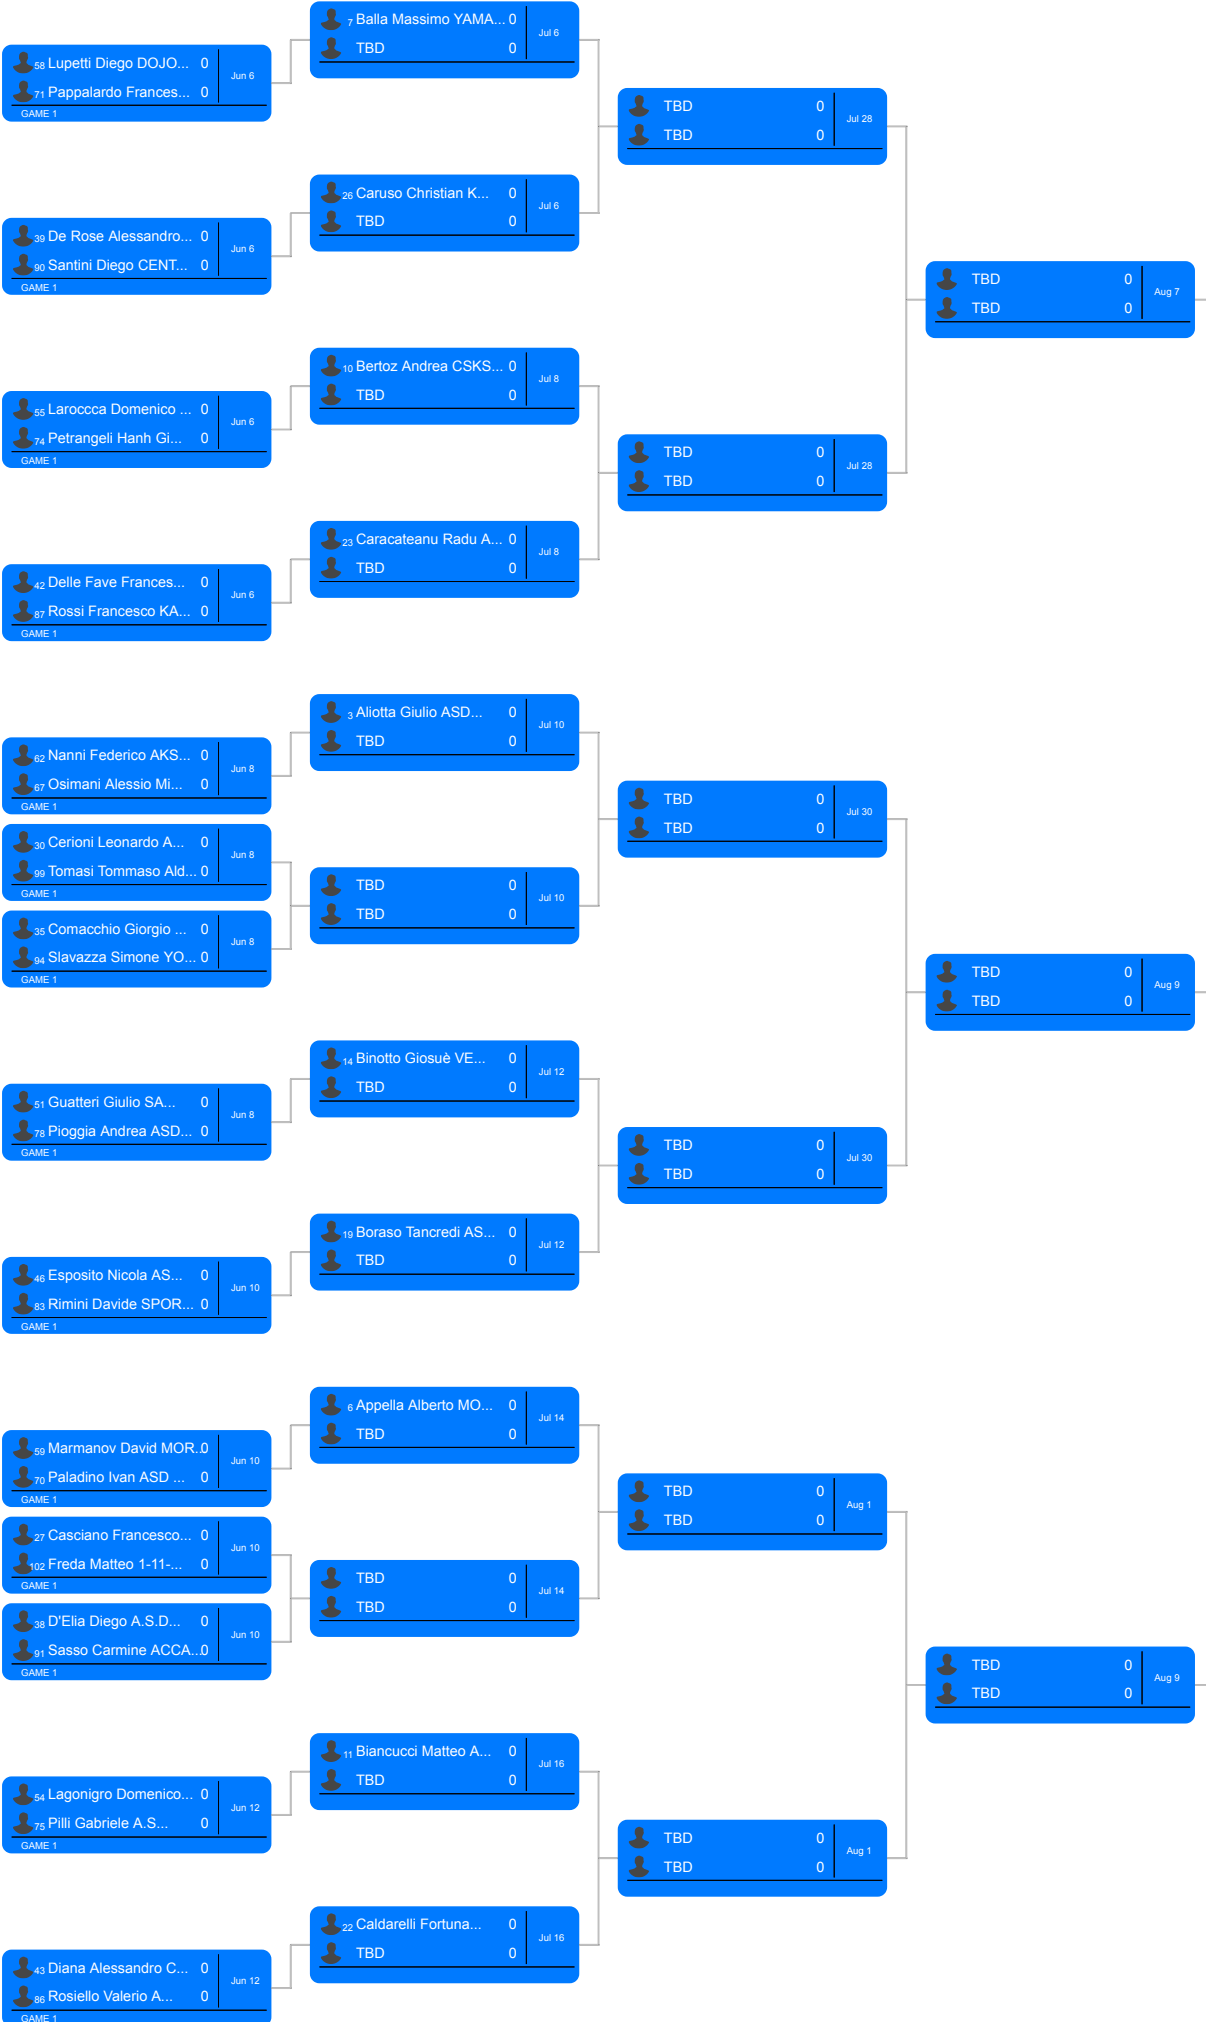 7 Balla Massimo YAMA... 0
TBD 0
Jul 6
58 Lupetti Diego DOJO... 0
71 Pappalardo Frances... 0
Jun 6
GAME 1
TBD 0
TBD 0
Jul 28
26 Caruso Christian K... 0
TBD 0
Jul 6
39 De Rose Alessandro... 0
90 Santini Diego CENT... 0
Jun 6
GAME 1
TBD 0
TBD 0
Aug 7
10 Bertoz Andrea CSKS... 0
TBD 0
Jul 8
55 Laroccca Domenico ... 0
74 Petrangeli Hanh Gi... 0
Jun 6
GAME 1
TBD 0
TBD 0
Jul 28
23 Caracateanu Radu A... 0
TBD 0
Jul 8
42 Delle Fave Frances... 0
87 Rossi Francesco KA... 0
Jun 6
GAME 1
3 Aliotta Giulio ASD... 0
TBD 0
Jul 10
62 Nanni Federico AKS... 0
67 Osimani Alessio Mi... 0
Jun 8
GAME 1
TBD 0
TBD 0
Jul 30
30 Cerioni Leonardo A... 0
99 Tomasi Tommaso Ald... 0
Jun 8
GAME 1
TBD 0
TBD 0
Jul 10
35 Comacchio Giorgio ... 0
94 Slavazza Simone YO... 0
Jun 8
GAME 1
TBD 0
TBD 0
Aug 9
14 Binotto Giosuè VE... 0
TBD 0
Jul 12
51 Guatteri Giulio SA... 0
78 Pioggia Andrea ASD... 0
Jun 8
GAME 1
TBD 0
TBD 0
Jul 30
19 Boraso Tancredi AS... 0
TBD 0
Jul 12
46 Esposito Nicola AS... 0
83 Rimini Davide SPOR... 0
Jun 10
GAME 1
6 Appella Alberto MO... 0
TBD 0
Jul 14
59 Marmanov David MOR... 0
70 Paladino Ivan ASD ... 0
Jun 10
GAME 1
TBD 0
TBD 0
Aug 1
27 Casciano Francesco... 0
102 Freda Matteo 1-11-... 0
Jun 10
GAME 1
TBD 0
TBD 0
Jul 14
38 D'Elia Diego A.S.D... 0
91 Sasso Carmine ACCA... 0
Jun 10
GAME 1
TBD 0
TBD 0
Aug 9
11 Biancucci Matteo A... 0
TBD 0
Jul 16
54 Lagonigro Domenico... 0
75 Pilli Gabriele A.S... 0
Jun 12
GAME 1
TBD 0
TBD 0
Aug 1
22 Caldarelli Fortuna... 0
TBD 0
Jul 16
43 Diana Alessandro C... 0
86 Rosiello Valerio A... 0
Jun 12
GAME 1